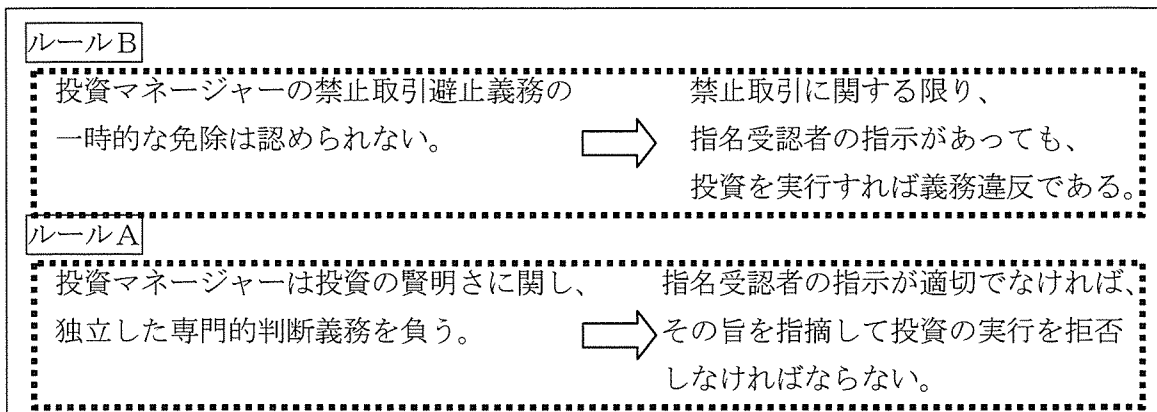 ルールB
投資マネージャーの禁止取引避止義務の
一時的な免除は認められない。
禁止取引に関する限り、
指名受認者の指示があっても、
投資を実行すれば義務違反である。
ルールA
投資マネージャーは投資の賢明さに関し、
独立した専門的判断義務を負う。
指名受認者の指示が適切でなければ、
その旨を指摘して投資の実行を拒否
しなければならない。